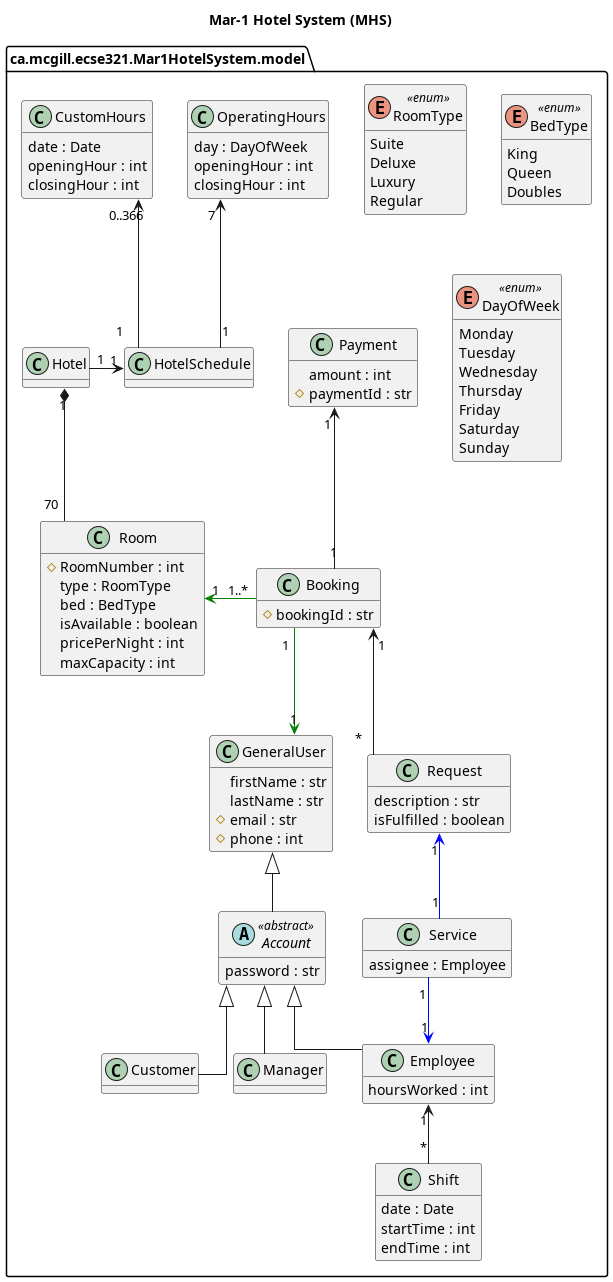 Mar-1 Hotel System (MHS)
ca.mcgill.ecse321.Mar1HotelSystem.model
C CustomHours
date : Date
openingHour : int
closingHour : int
C OperatingHours
day : DayOfWeek
openingHour : int
closingHour : int
E «enum»
RoomType
Suite
Deluxe
Luxury
Regular
E «enum»
BedType
King
Queen
Doubles
0..366
7
1
1
E «enum»
DayOfWeek
Monday
Tuesday
Wednesday
Thursday
Friday
Saturday
Sunday
C Hotel
1 1
C HotelSchedule
C Payment
amount : int
paymentId : str
1
1
70
1
C Room
RoomNumber : int
type : RoomType
bed : BedType
isAvailable : boolean
pricePerNight : int
maxCapacity : int
1 1..*
C Booking
bookingId : str
1
1
1
*
C GeneralUser
firstName : str
lastName : str
email : str
phone : int
C Request
description : str
isFulfilled : boolean
1
1
A «abstract»
Account
password : str
C Service
assignee : Employee
1
1
C Customer
C Manager
C Employee
hoursWorked : int
1
*
C Shift
date : Date
startTime : int
endTime : int